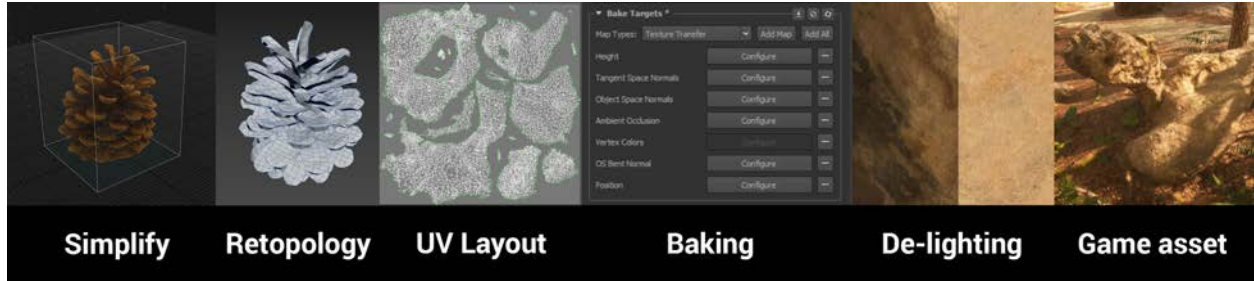 Bake Targets *
Map Types: Texture Transfer Add Map Add All
Height Configure
Tangent Space Normals Configure
Object Space Normals Configure
Ambient Occlusion Configure
Vertex Colors Configure
OS Bent Normal Configure
Position Configure
Simplify Retopology UV Layout Baking De-lighting Game asset